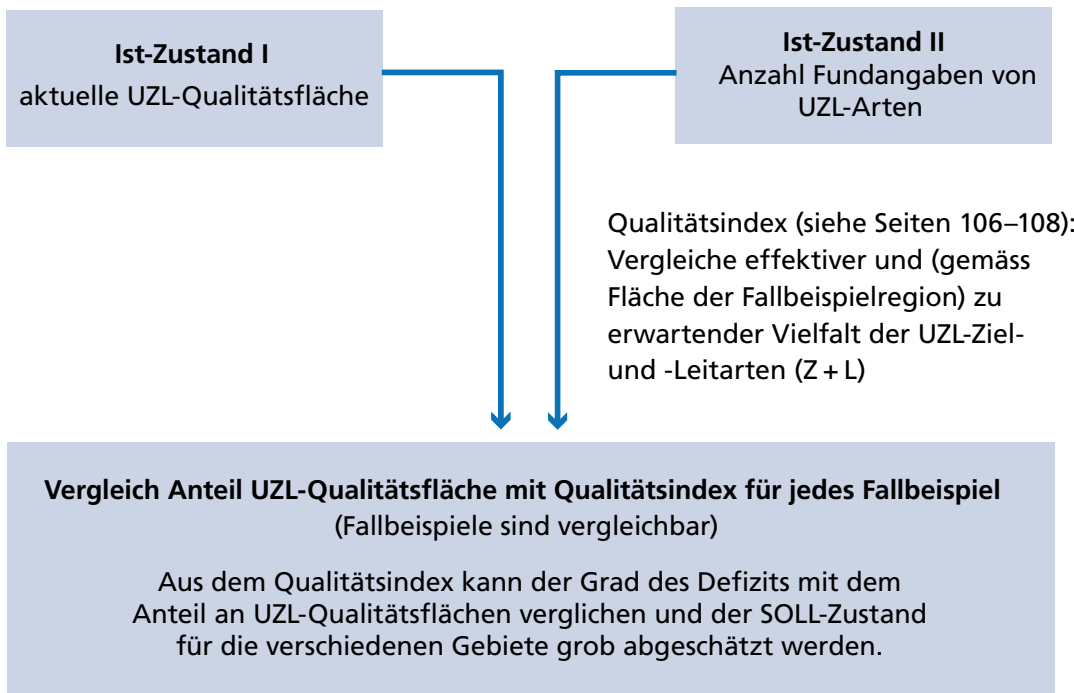 Ist-Zustand I
aktuelle UZL-Qualitätsfläche
Ist-Zustand II
Anzahl Fundangaben von
UZL-Arten
Qualitätsindex (siehe Seiten 106–108):
Vergleiche effektiver und (gemäss
Fläche der Fallbeispielregion) zu
erwartender Vielfalt der UZL-Ziel-
und -Leitarten (Z + L)
Vergleich Anteil UZL-Qualitätsfläche mit Qualitätsindex für jedes Fallbeispiel
(Fallbeispiele sind vergleichbar)
Aus dem Qualitätsindex kann der Grad des Defizits mit dem
Anteil an UZL-Qualitätsflächen verglichen und der SOLL-Zustand
für die verschiedenen Gebiete grob abgeschätzt werden.